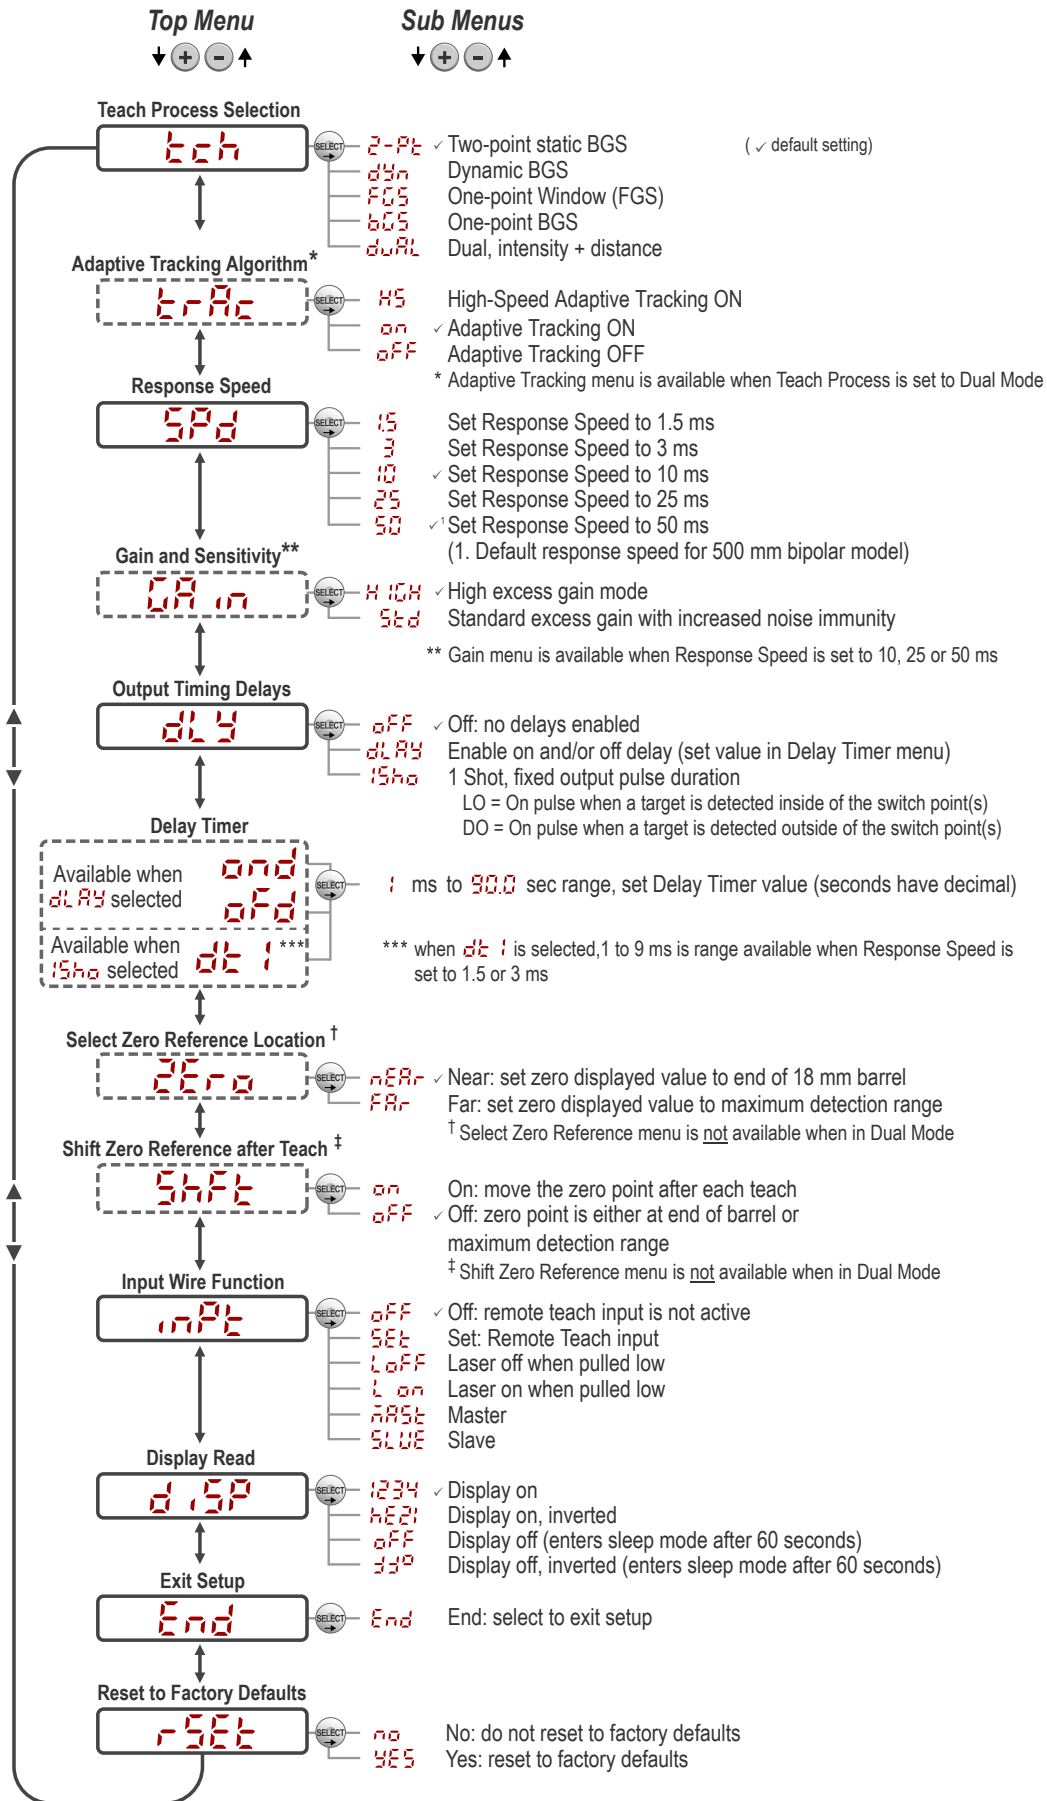 Top Menu Sub Menus
+ - + -
Teach Process Selection
tch SELECT 2-Pt ✓ Two-point static BGS ( ✓ default setting)
dYn Dynamic BGS
FGS One-point Window (FGS)
bGS One-point BGS
duAL Dual, intensity + distance
Adaptive Tracking Algorithm*
trAc SELECT HS High-Speed Adaptive Tracking ON
on ✓ Adaptive Tracking ON
oFF Adaptive Tracking OFF
* Adaptive Tracking menu is available when Teach Process is set to Dual Mode
Response Speed
SPd SELECT 1.5 Set Response Speed to 1.5 ms
3 Set Response Speed to 3 ms
10 ✓ Set Response Speed to 10 ms
25 Set Response Speed to 25 ms
50 ✓¹ Set Response Speed to 50 ms
(1. Default response speed for 500 mm bipolar model)
Gain and Sensitivity**
GAin SELECT HIGH ✓ High excess gain mode
Std Standard excess gain with increased noise immunity
** Gain menu is available when Response Speed is set to 10, 25 or 50 ms
Output Timing Delays
dLY SELECT oFF ✓ Off: no delays enabled
dLAY Enable on and/or off delay (set value in Delay Timer menu)
1Sho 1 Shot, fixed output pulse duration
LO = On pulse when a target is detected inside of the switch point(s)
DO = On pulse when a target is detected outside of the switch point(s)
Delay Timer
Available when ond
dLAY selected oFd
SELECT 1 ms to 90.0 sec range, set Delay Timer value (seconds have decimal)
Available when
1Sho selected dt1 ***
*** when dt1 is selected,1 to 9 ms is range available when Response Speed is
set to 1.5 or 3 ms
Select Zero Reference Location †
ZEro SELECT nEAr ✓ Near: set zero displayed value to end of 18 mm barrel
FAr Far: set zero displayed value to maximum detection range
† Select Zero Reference menu is not available when in Dual Mode
Shift Zero Reference after Teach ‡
ShFt SELECT on On: move the zero point after each teach
oFF ✓ Off: zero point is either at end of barrel or
maximum detection range
‡ Shift Zero Reference menu is not available when in Dual Mode
Input Wire Function
inPt SELECT oFF ✓ Off: remote teach input is not active
SEt Set: Remote Teach input
LoFF Laser off when pulled low
L on Laser on when pulled low
nASt Master
SLUE Slave
Display Read
diSP SELECT 1234 ✓ Display on
hEZ1 Display on, inverted
oFF Display off (enters sleep mode after 60 seconds)
JJo Display off, inverted (enters sleep mode after 60 seconds)
Exit Setup
End SELECT End End: select to exit setup
Reset to Factory Defaults
rSEt SELECT no No: do not reset to factory defaults
YES Yes: reset to factory defaults